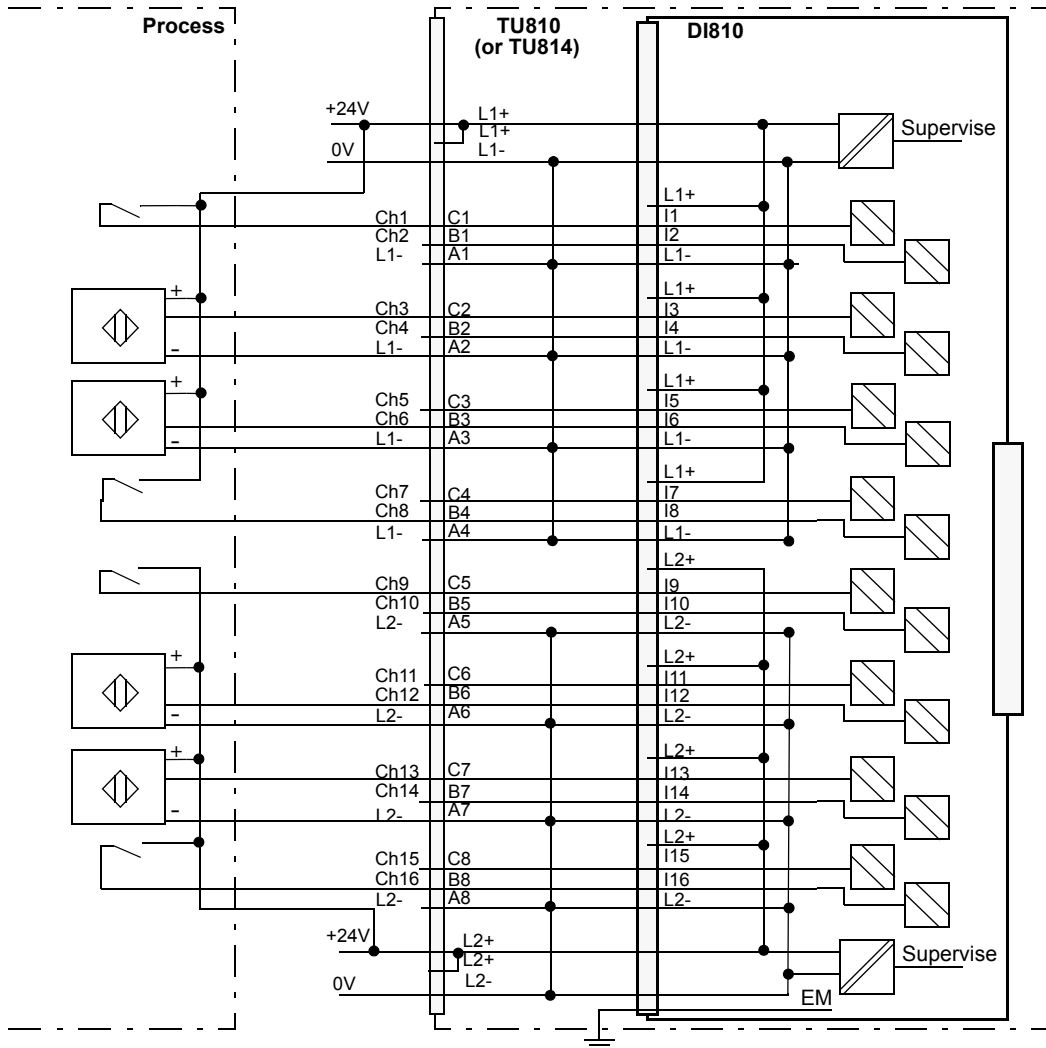 Process
TU810
(or TU814)
DI810
+24V
L1+
L1+
0V
L1-
Supervise
L1+
Ch1 C1 I1
Ch2 B1 I2
L1- A1 L1-
+
L1+
Ch3 C2 I3
Ch4 B2 I4
- L1- A2 L1-
+
L1+
Ch5 C3 I5
Ch6 B3 I6
- L1- A3 L1-
L1+
Ch7 C4 I7
Ch8 B4 I8
L1- A4 L1-
L2+
Ch9 C5 I9
Ch10 B5 I10
L2- A5 L2-
+
L2+
Ch11 C6 I11
Ch12 B6 I12
- L2- A6 L2-
+
L2+
Ch13 C7 I13
Ch14 B7 I14
- L2- A7 L2-
L2+
Ch15 C8 I15
Ch16 B8 I16
L2- A8 L2-
+24V
L2+
L2+
Supervise
0V
L2-
EM